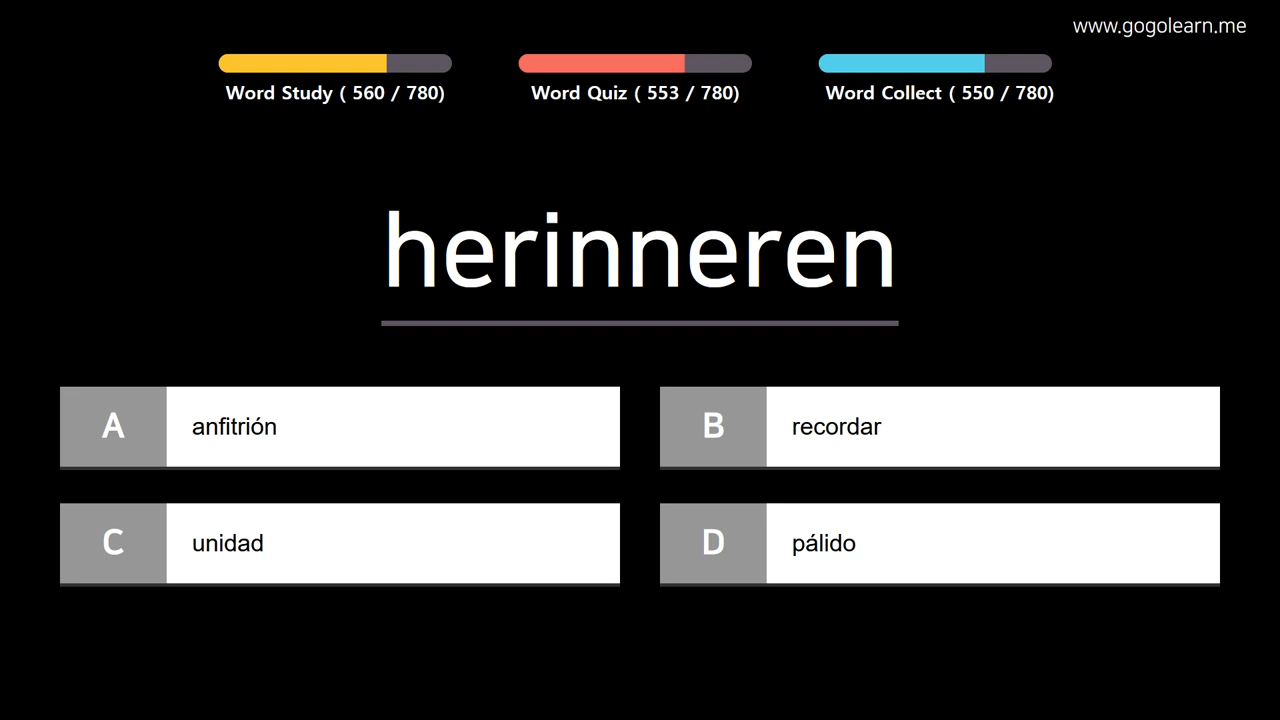 www.gogolearn.me
Word Study ( 560 / 780)
Word Quiz ( 553 / 780)
Word Collect ( 550 / 780)
herinneren
A anfitrión
B recordar
C unidad
D pálido